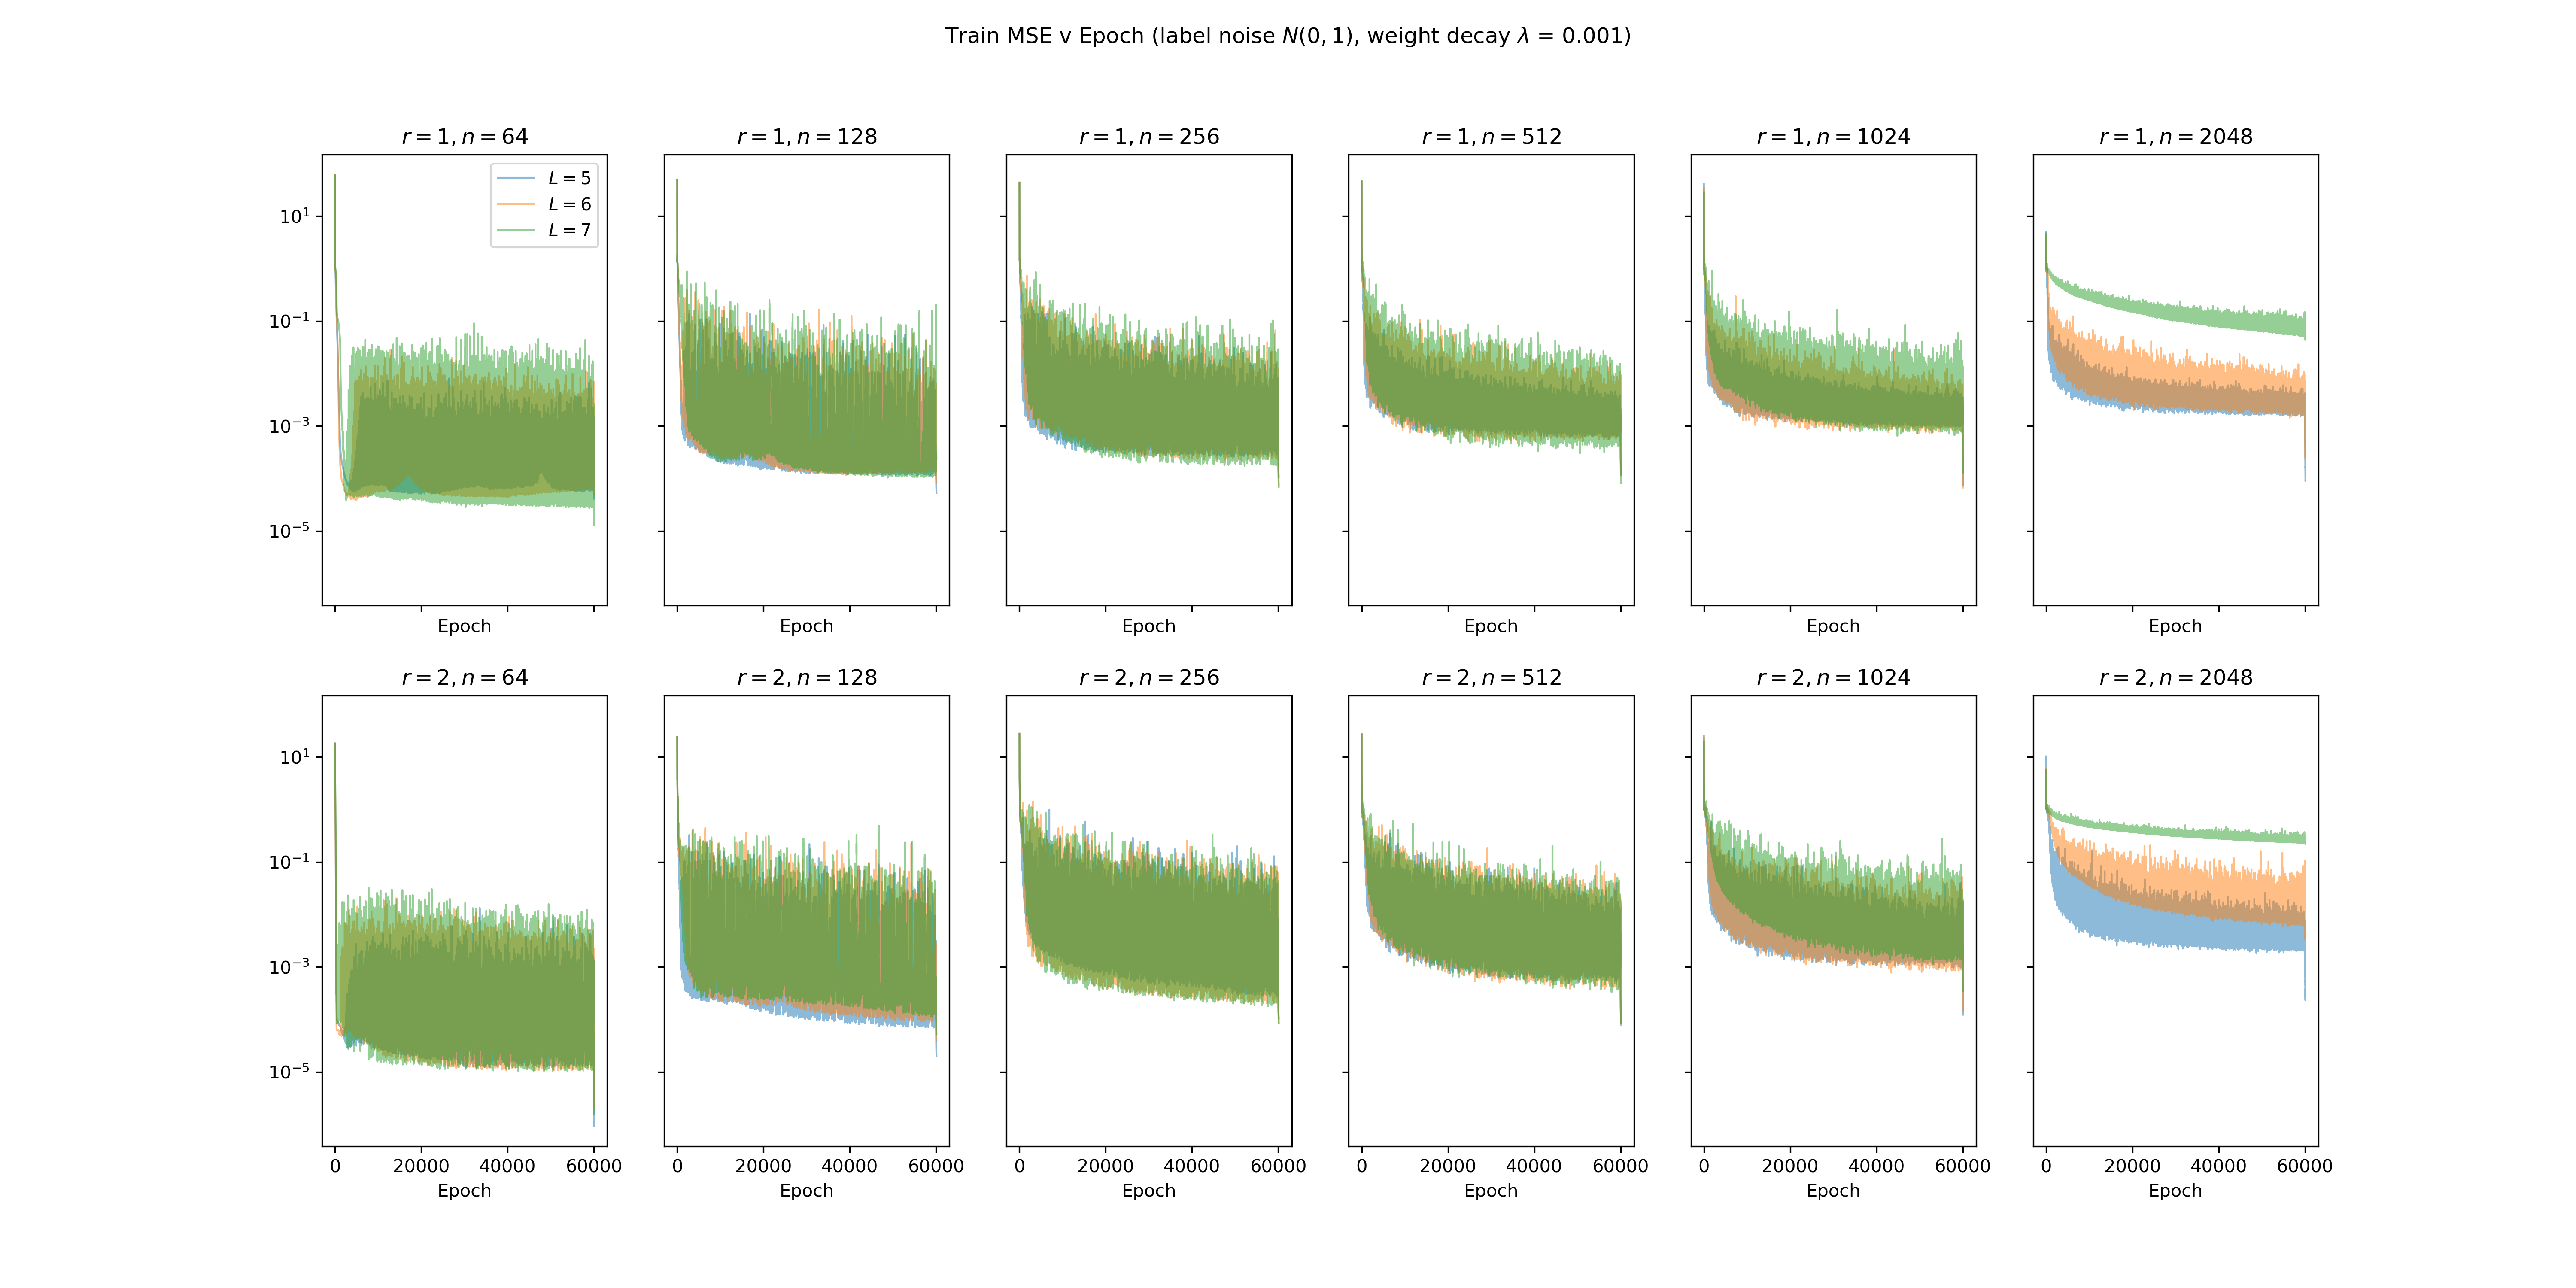 Train MSE v Epoch (label noise N(0, 1), weight decay λ = 0.001)
r = 1, n = 64
r = 1, n = 128
r = 1, n = 256
r = 1, n = 512
r = 1, n = 1024
r = 1, n = 2048
L = 5
L = 6
L = 7
10¹
10⁻¹
10⁻³
10⁻⁵
Epoch
Epoch
Epoch
Epoch
Epoch
Epoch
r = 2, n = 64
r = 2, n = 128
r = 2, n = 256
r = 2, n = 512
r = 2, n = 1024
r = 2, n = 2048
10¹
10⁻¹
10⁻³
10⁻⁵
0 20000 40000 60000
0 20000 40000 60000
0 20000 40000 60000
0 20000 40000 60000
0 20000 40000 60000
0 20000 40000 60000
Epoch
Epoch
Epoch
Epoch
Epoch
Epoch